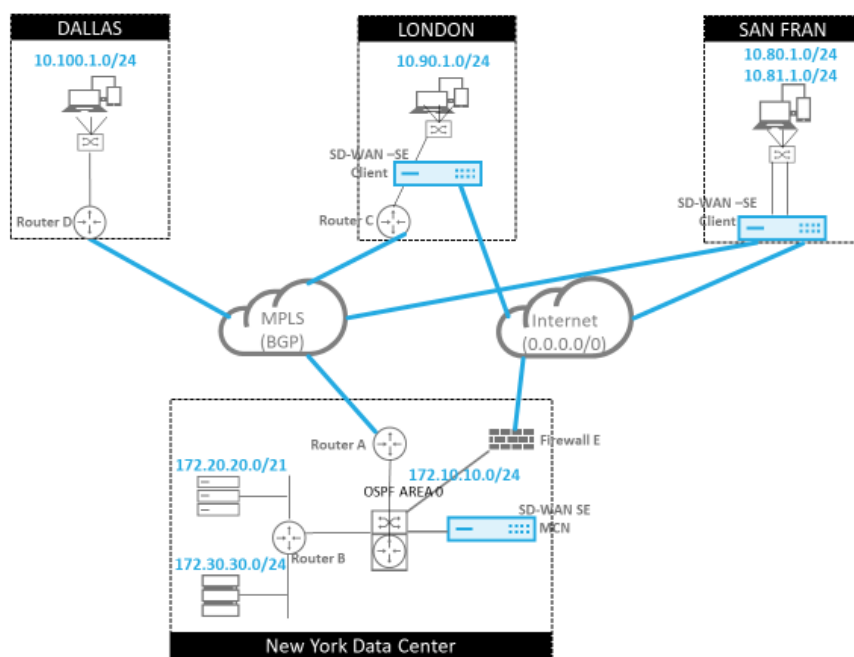 DALLAS
10.100.1.0/24
Router D
LONDON
10.90.1.0/24
SD-WAN –SE
Client
Router C
SAN FRAN
10.80.1.0/24
10.81.1.0/24
SD-WAN –SE
Client
MPLS
(BGP)
Internet
(0.0.0.0/0)
Router A
Firewall E
172.10.10.0/24
OSPF AREA 0
172.20.20.0/21
SD-WAN SE
MCN
Router B
172.30.30.0/24
New York Data Center